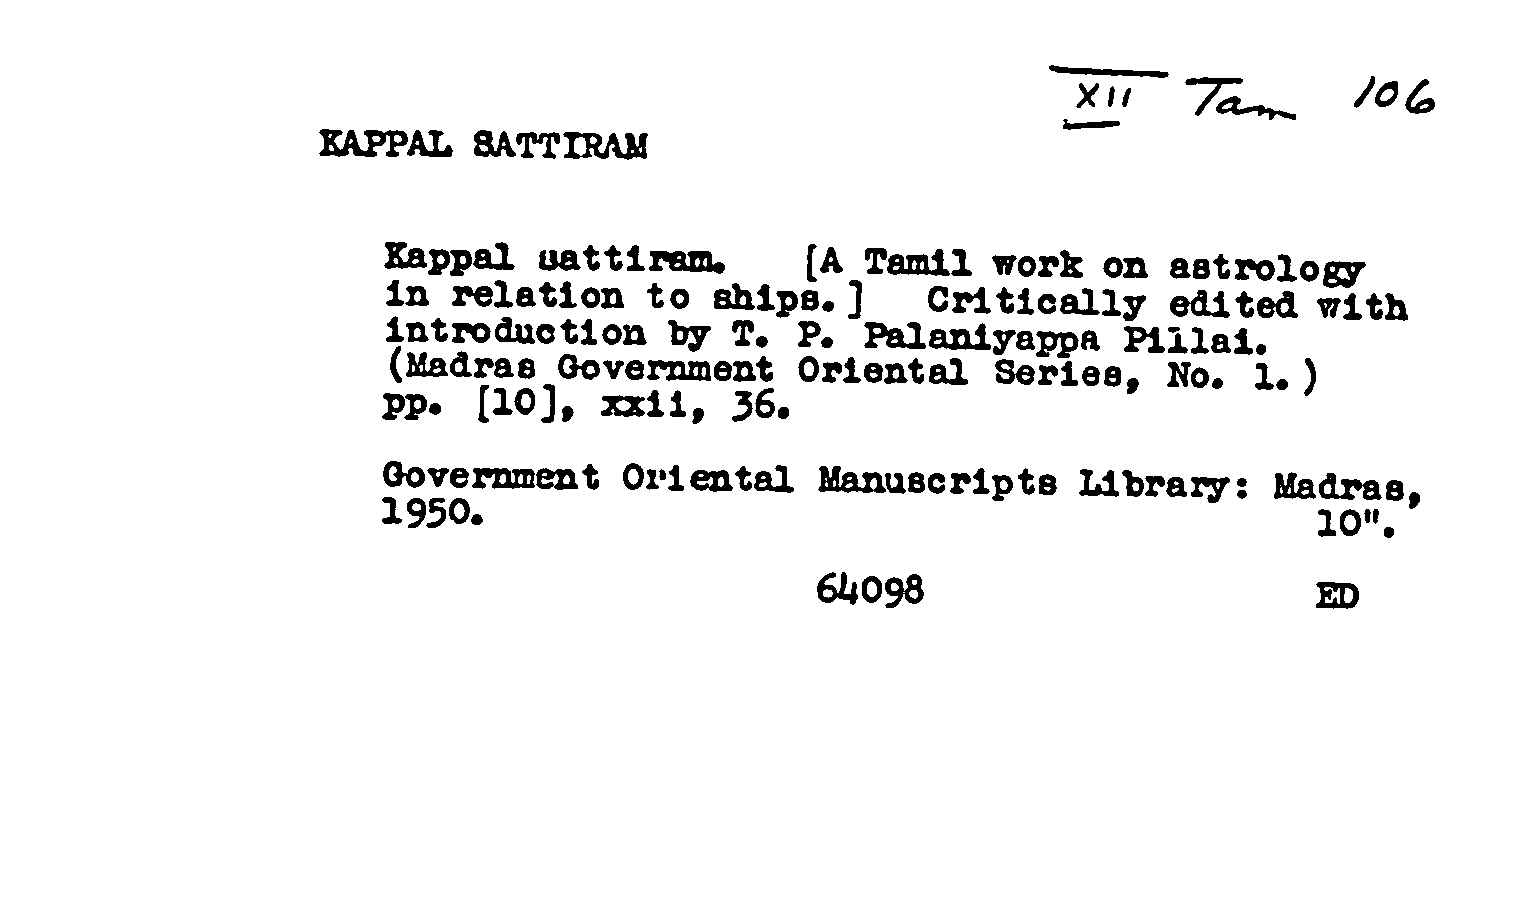 XII Tam 106
KAPPAL SATTIRAM
Kappal sattiram. [A Tamil work on astrology
in relation to ships.] Critically edited with
introduction by T. P. Palaniyappa Pillai.
(Madras Government Oriental Series, No. 1.)
pp. [10], xxii, 36.
Government Oriental Manuscripts Library: Madras,
1950. 10".
64098 ED